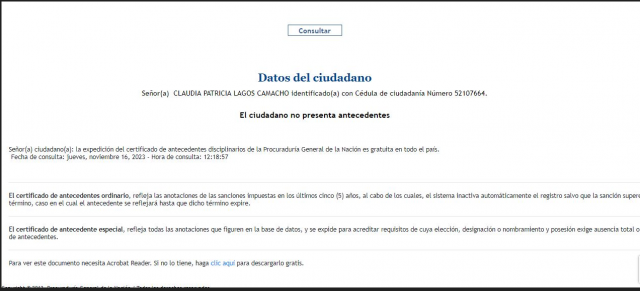 Consultar
Datos del ciudadano
Señor(a) CLAUDIA PATRICIA LAGOS CAMACHO identificado(a) con Cédula de ciudadanía Número 52107664.
El ciudadano no presenta antecedentes
Señor(a) ciudadano(a): la expedición del certificado de antecedentes disciplinarios de la Procuraduría General de la Nación es gratuita en todo el país.
Fecha de consulta: jueves, noviembre 16, 2023 - Hora de consulta: 12:18:57
El certificado de antecedentes ordinario, refleja las anotaciones de las sanciones impuestas en los últimos cinco (5) años, al cabo de los cuales, el sistema inactiva automáticamente el registro salvo que la sanción supere
término, caso en el cual el antecedente se reflejará hasta que dicho término expire.
El certificado de antecedente especial, refleja todas las anotaciones que figuren en la base de datos, y se expide para acreditar requisitos de cuya elección, designación o nombramiento y posesión exige ausencia total o
de antecedentes.
Para ver este documento necesita Acrobat Reader. Si no lo tiene, haga clic aquí para descargarlo gratis.